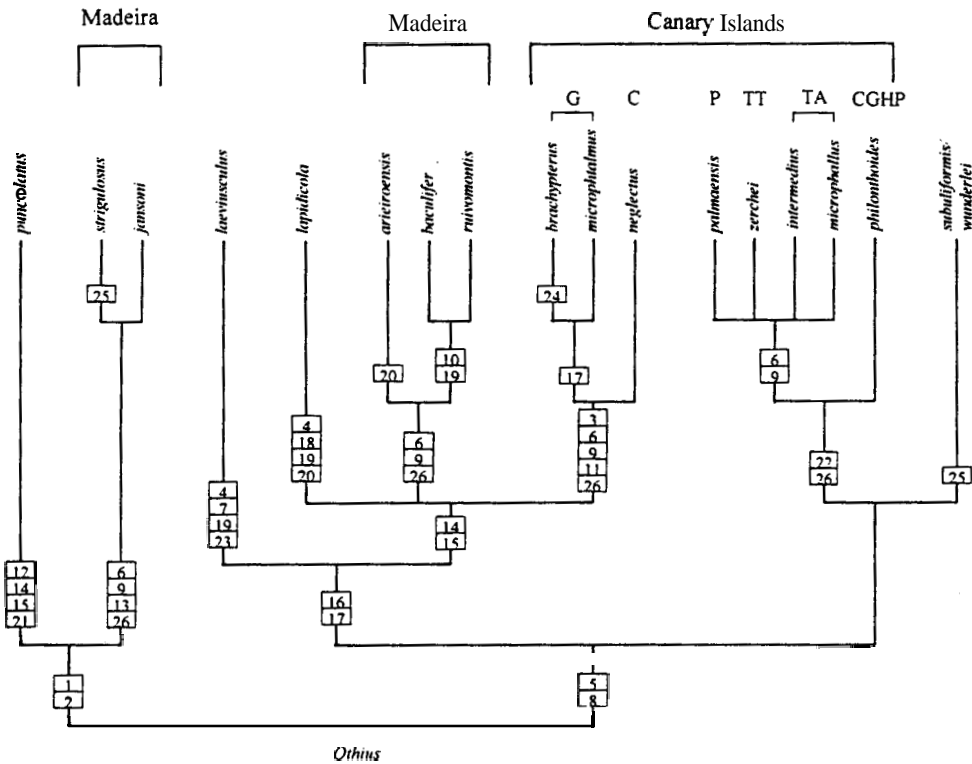 Madeira
Madeira
Canary Islands
G
C
P
TT
TA
CGHP
punctulatus
strigulosus
jansoni
laeviusculus
lapidicola
arieiroensis
baculifer
ruivomontis
brachypterus
microphtalmus
neglectus
palmaensis
zerchei
intermedius
microphallus
philonthoides
subuliformis
wunderlei
25
24
20
10
19
17
6
9
4
18
19
20
6
9
26
3
6
9
11
26
22
26
25
4
7
19
23
14
15
12
14
15
21
6
9
13
26
16
17
1
2
5
8
Othius